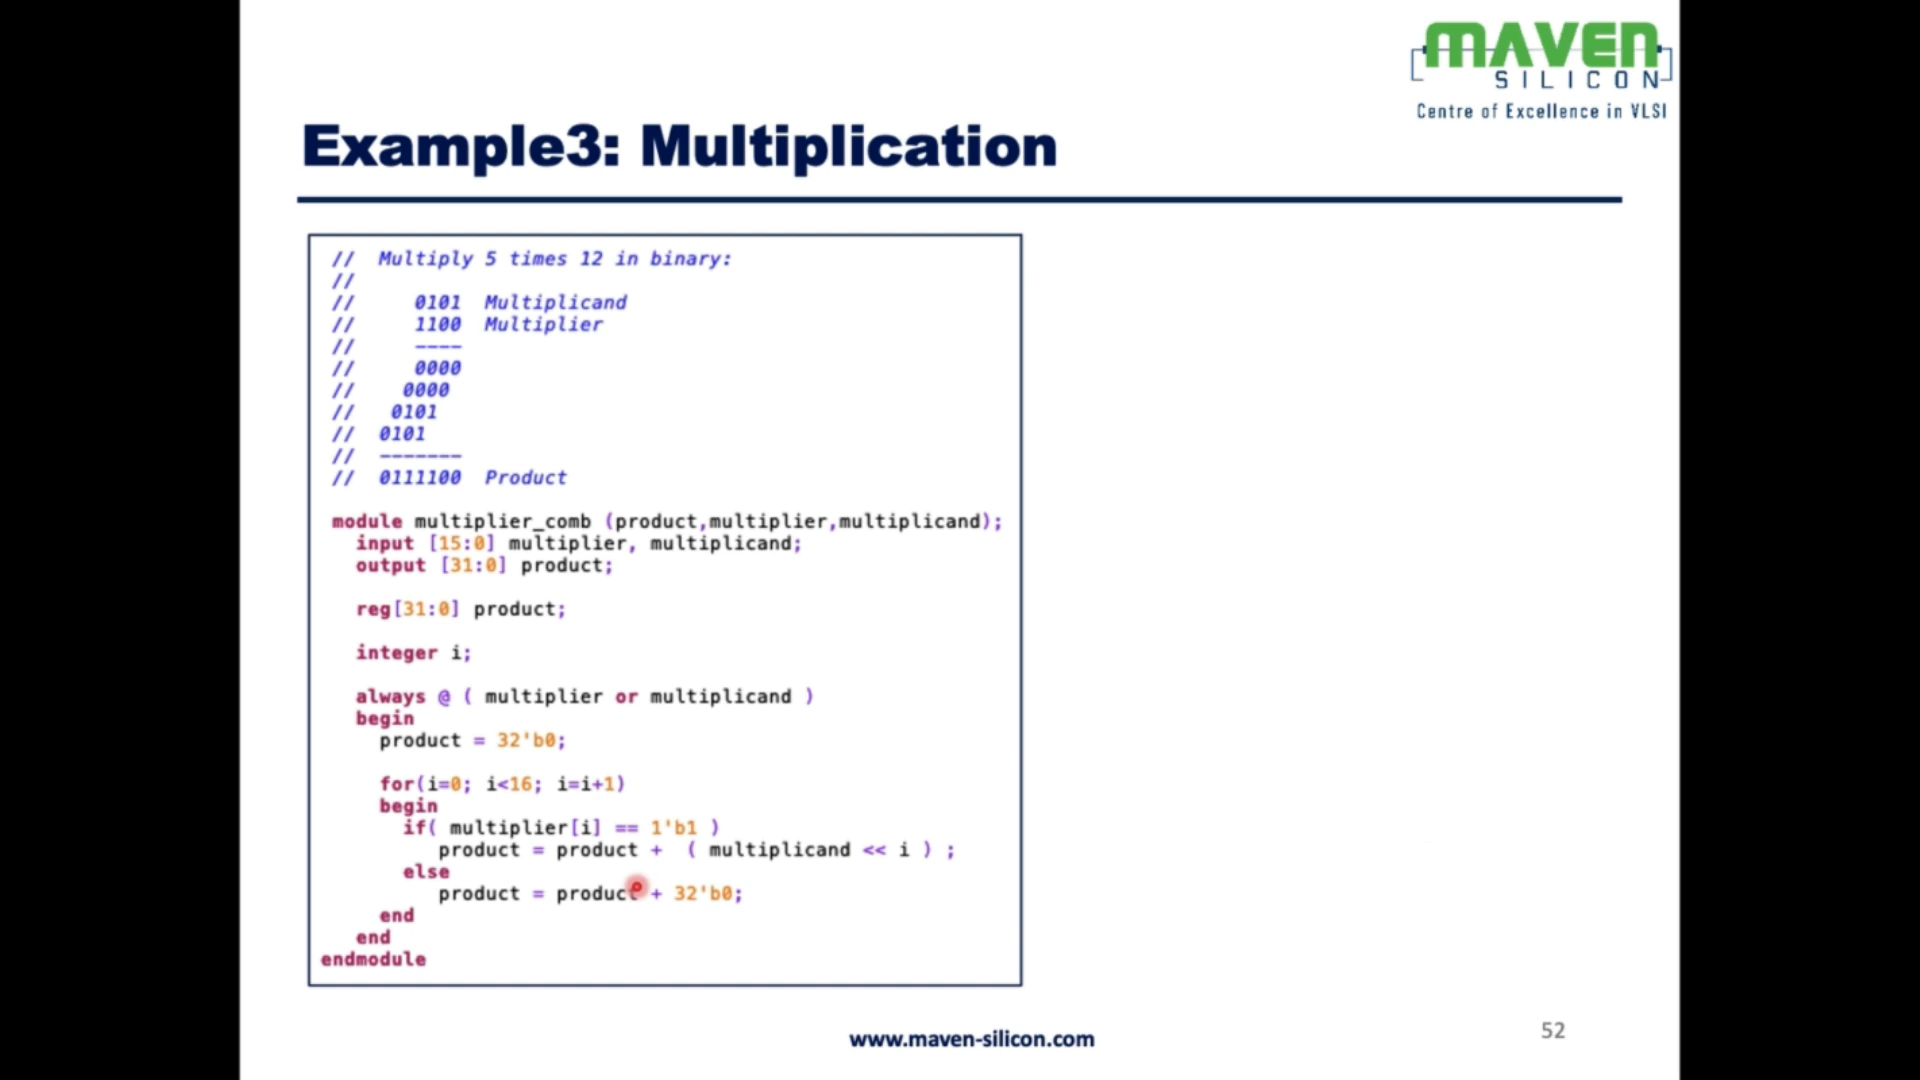 MAVEN
SILICON
Centre of Excellence in VLSI
Example3: Multiplication
// Multiply 5 times 12 in binary:
//
//     0101  Multiplicand
//     1100  Multiplier
//     ----
//     0000
//    0000
//   0101
//  0101
//  -------
//  0111100  Product
module multiplier_comb (product,multiplier,multiplicand);
input [15:0] multiplier, multiplicand;
output [31:0] product;
reg[31:0] product;
integer i;
always @ ( multiplier or multiplicand )
begin
product = 32'b0;
for(i=0; i<16; i=i+1)
begin
if( multiplier[i] == 1'b1 )
product = product + ( multiplicand << i ) ;
else
product = product + 32'b0;
end
end
endmodule
www.maven-silicon.com
52